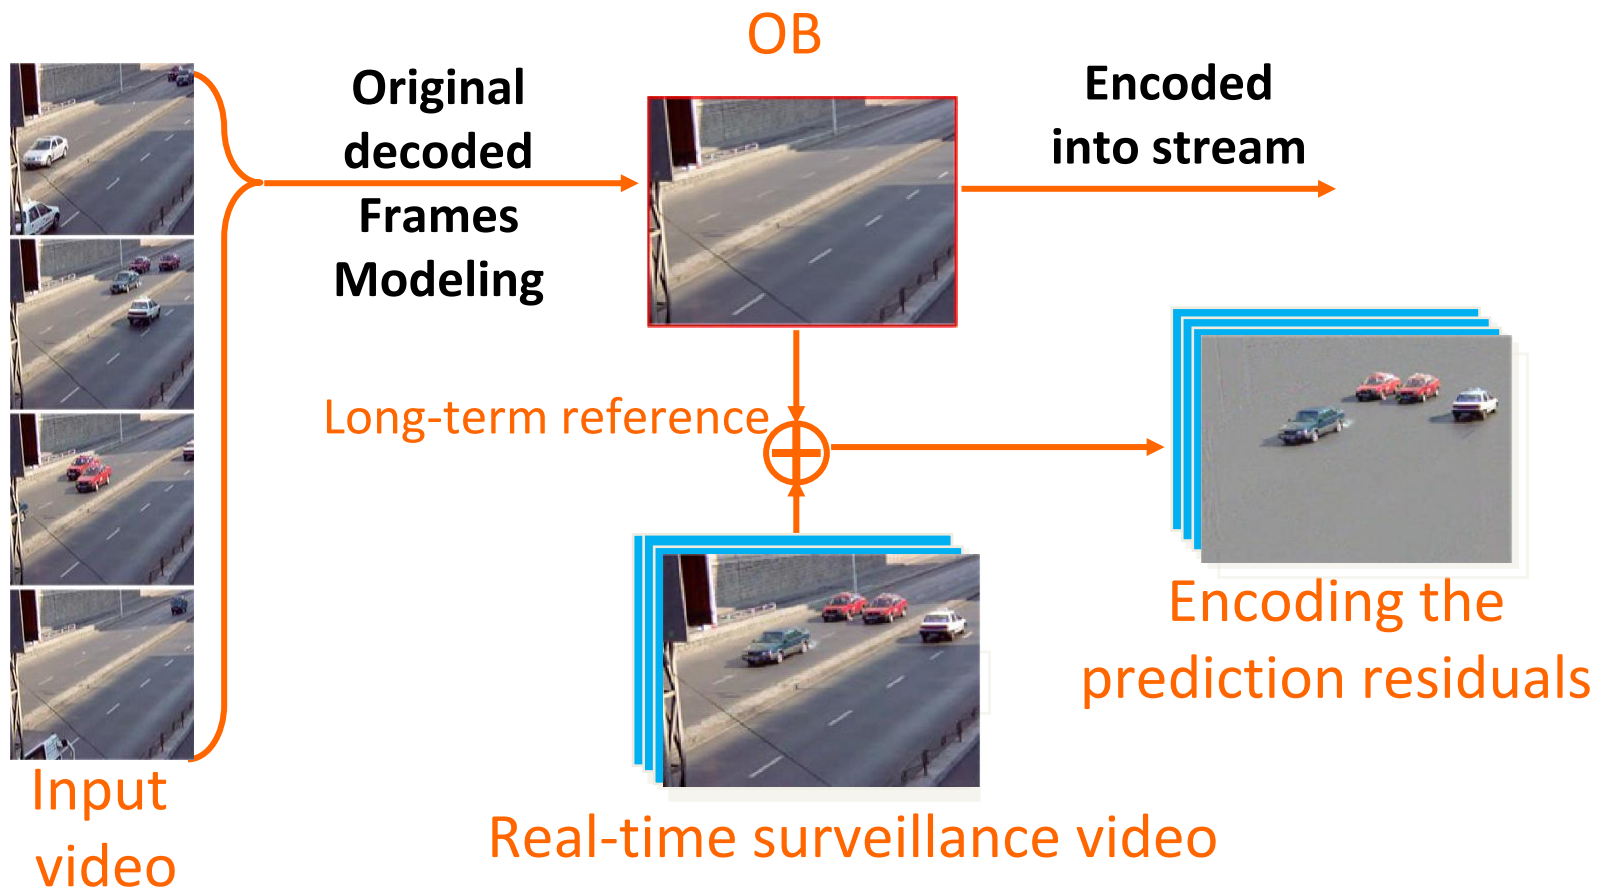 OB
Original
decoded
Frames
Modeling
Encoded
into stream
Long-term reference
Encoding the
prediction residuals
Input
video
Real-time surveillance video